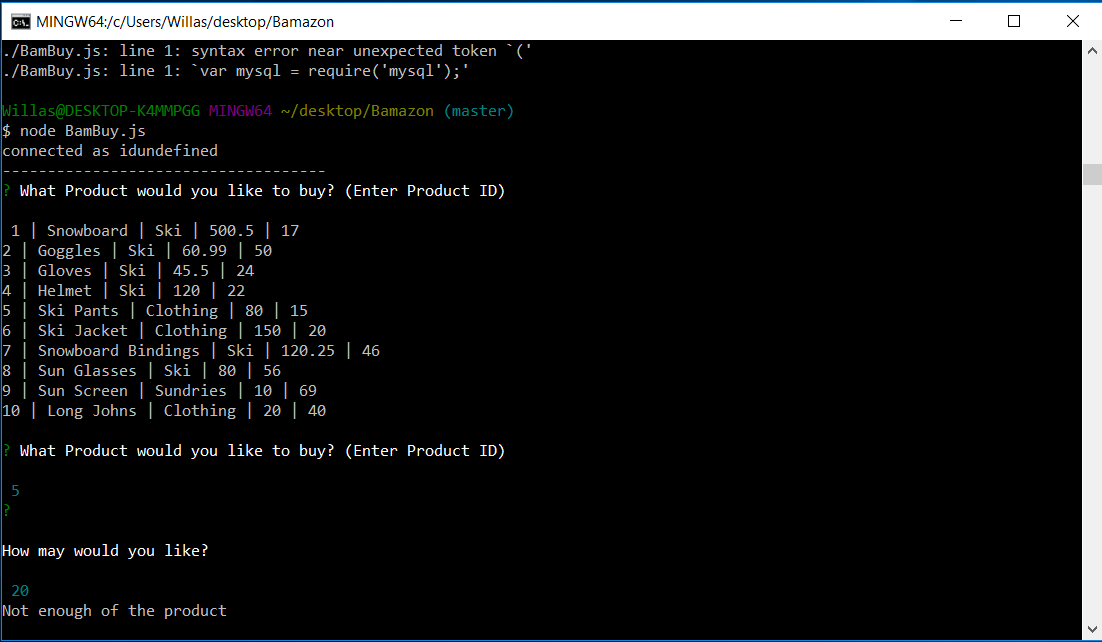 MINGW64:/c/Users/Willas/desktop/Bamazon
./BamBuy.js: line 1: syntax error near unexpected token `('
./BamBuy.js: line 1: `var mysql = require('mysql');'
Willas@DESKTOP-K4MMPGG MINGW64 ~/desktop/Bamazon (master)
$ node BamBuy.js
connected as idundefined
------------------------------------
? What Product would you like to buy? (Enter Product ID)
1 | Snowboard | Ski | 500.5 | 17
2 | Goggles | Ski | 60.99 | 50
3 | Gloves | Ski | 45.5 | 24
4 | Helmet | Ski | 120 | 22
5 | Ski Pants | Clothing | 80 | 15
6 | Ski Jacket | Clothing | 150 | 20
7 | Snowboard Bindings | Ski | 120.25 | 46
8 | Sun Glasses | Ski | 80 | 56
9 | Sun Screen | Sundries | 10 | 69
10 | Long Johns | Clothing | 20 | 40
? What Product would you like to buy? (Enter Product ID)
5
?
How may would you like?
20
Not enough of the product